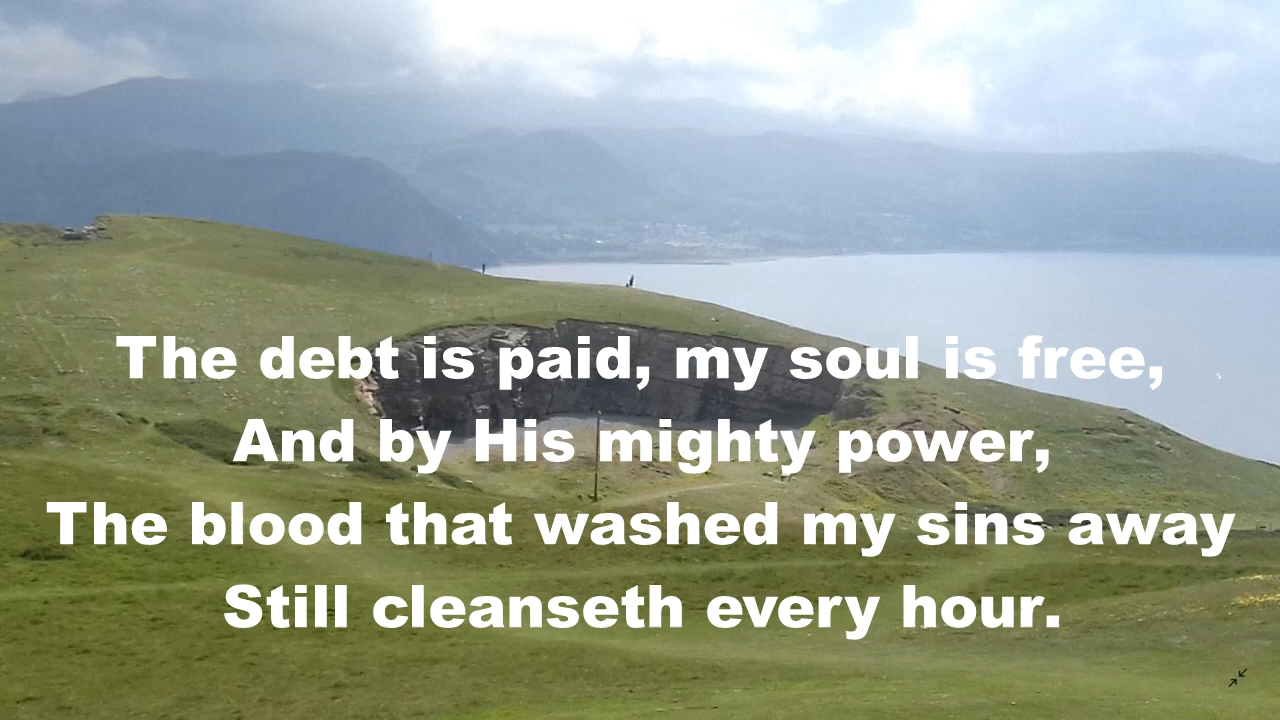 The debt is paid, my soul is free,
And by His mighty power,
The blood that washed my sins away
Still cleanseth every hour.